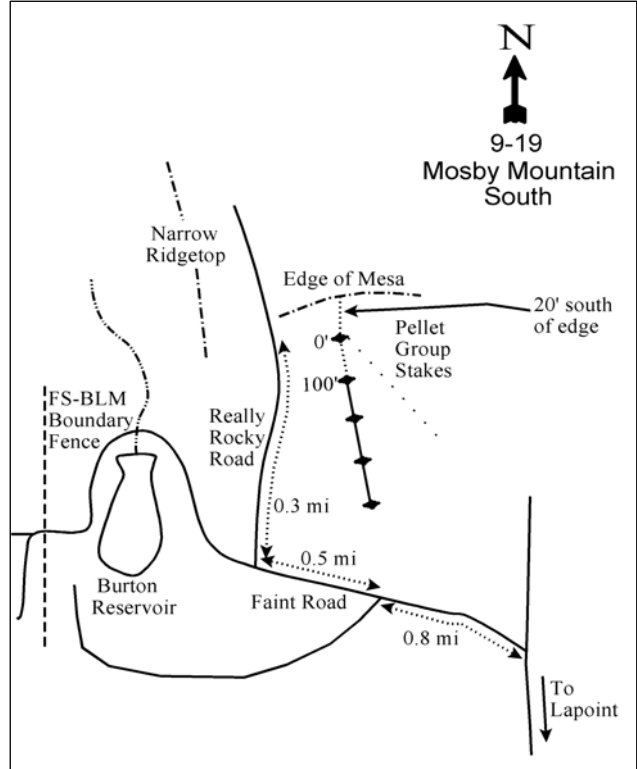 N
9-19
Mosby Mountain
South
Narrow
Ridgetop
Edge of Mesa
20' south
of edge
0'
Pellet
Group
Stakes
100'
FS-BLM
Boundary
Fence
Really
Rocky
Road
0.3 mi
0.5 mi
Burton
Reservoir
Faint Road
0.8 mi
To
Lapoint